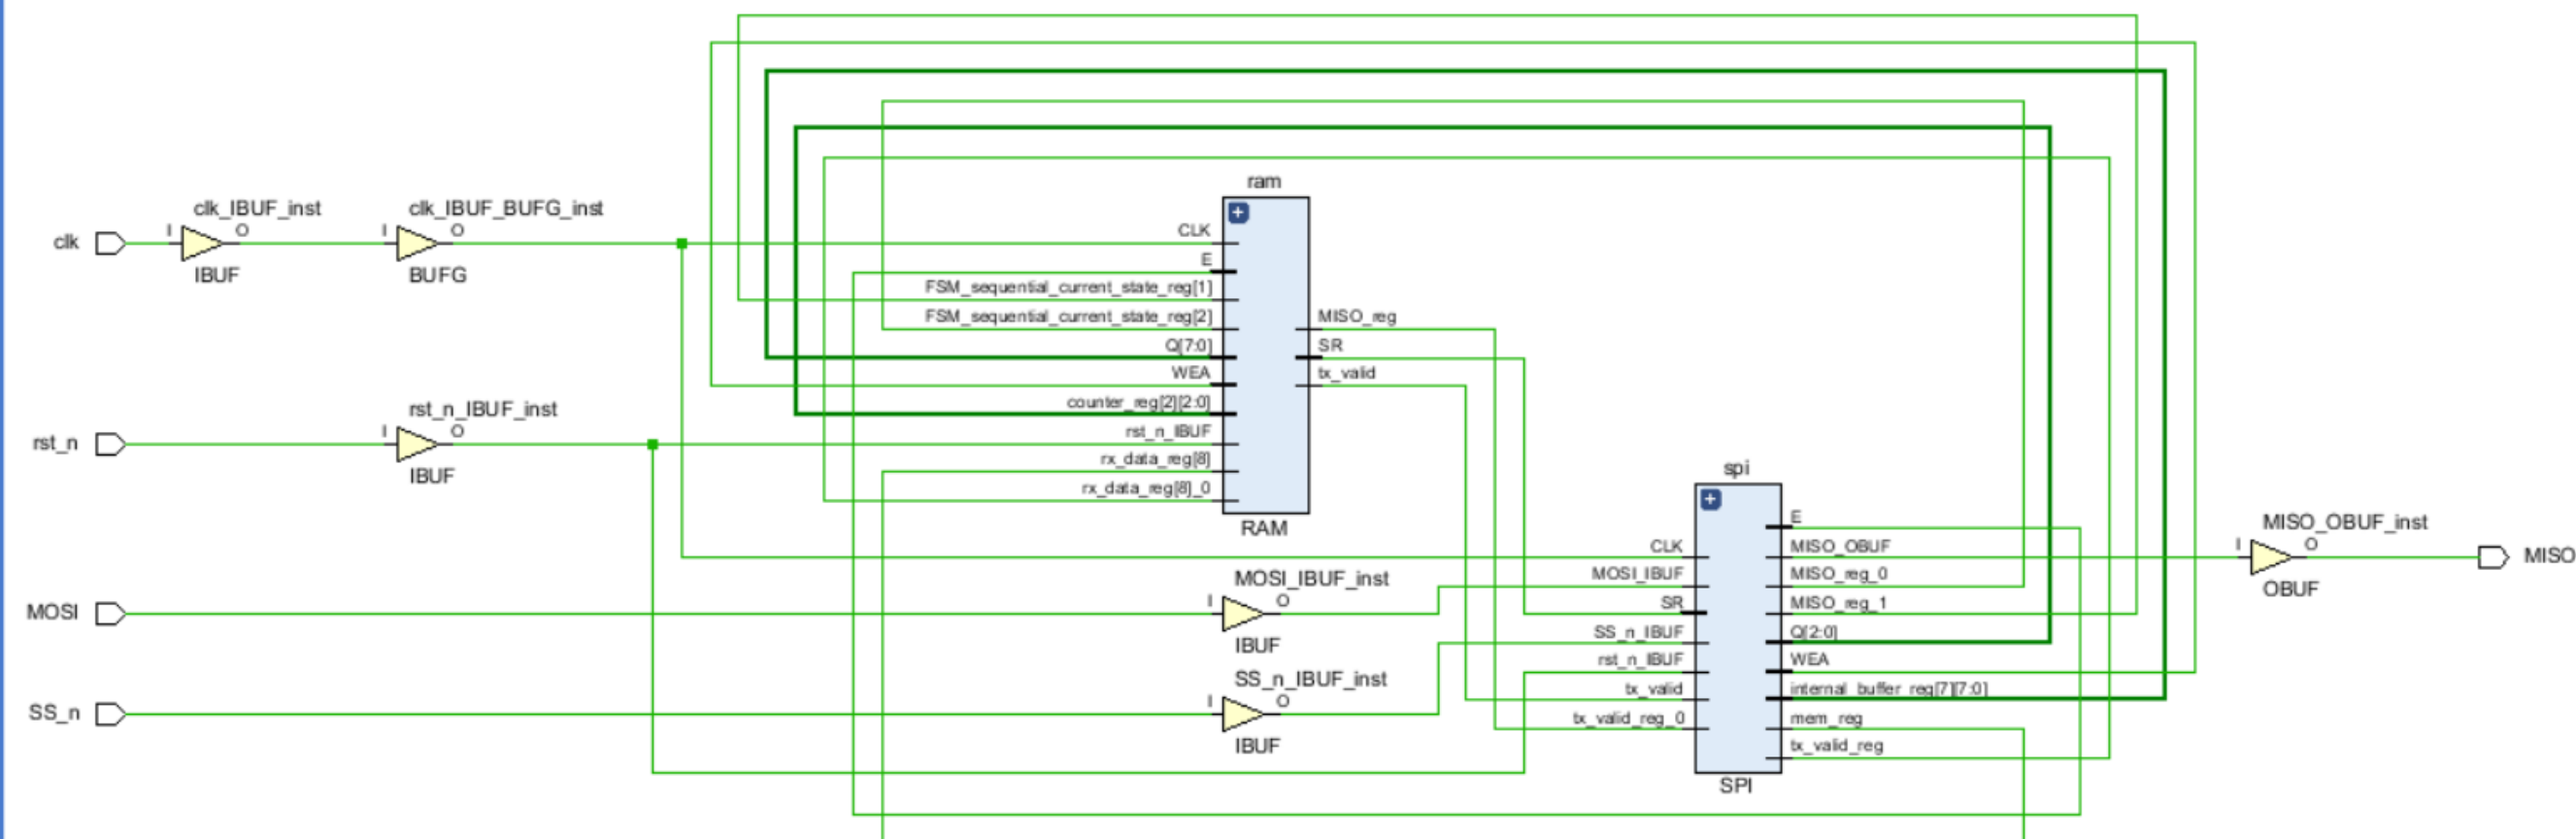 ram
clk_IBUF_inst
clk_IBUF_BUFG_inst
clk
I
O
I
O
IBUF
BUFG
CLK
E
FSM_sequential_current_state_reg[1]
FSM_sequential_current_state_reg[2]
Q[7:0]
WEA
counter_reg[2][2:0]
rst_n_IBUF
rx_data_reg[8]
rx_data_reg[8]_0
MISO_reg
SR
tx_valid
RAM
rst_n_IBUF_inst
rst_n
I
O
IBUF
spi
CLK
MOSI_IBUF
SR
SS_n_IBUF
rst_n_IBUF
tx_valid
tx_valid_reg_0
E
MISO_OBUF
MISO_reg_0
MISO_reg_1
Q[2:0]
WEA
internal_buffer_reg[7][7:0]
mem_reg
tx_valid_reg
SPI
MISO_OBUF_inst
I
O
MISO
OBUF
MOSI_IBUF_inst
MOSI
I
O
IBUF
SS_n_IBUF_inst
SS_n
I
O
IBUF